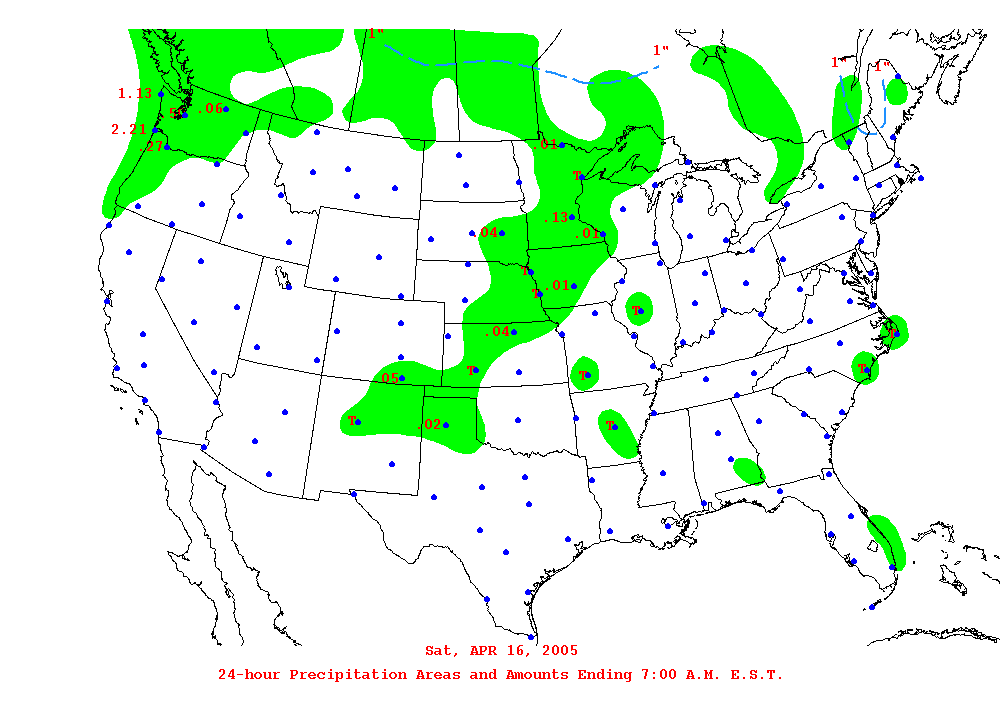 1"
1"
1"
1"
1.13
.06
2.21
.27
.01
T
.13
.04
.01
T
T
.01
T
.04
T
T
.05
T
T
.02
T
T
Sat, APR 16, 2005
24-hour Precipitation Areas and Amounts Ending 7:00 A.M. E.S.T.